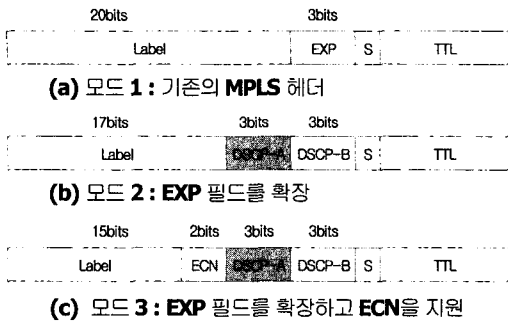 20bits 3bits
Label EXP S TTL
(a) 모드 1 : 기존의 MPLS 헤더
17bits 3bits 3bits
Label DSCP-A DSCP-B S TTL
(b) 모드 2 : EXP 필드를 확장
15bits 2bits 3bits 3bits
Label ECN DSCP-A DSCP-B S TTL
(c) 모드 3 : EXP 필드를 확장하고 ECN을 지원